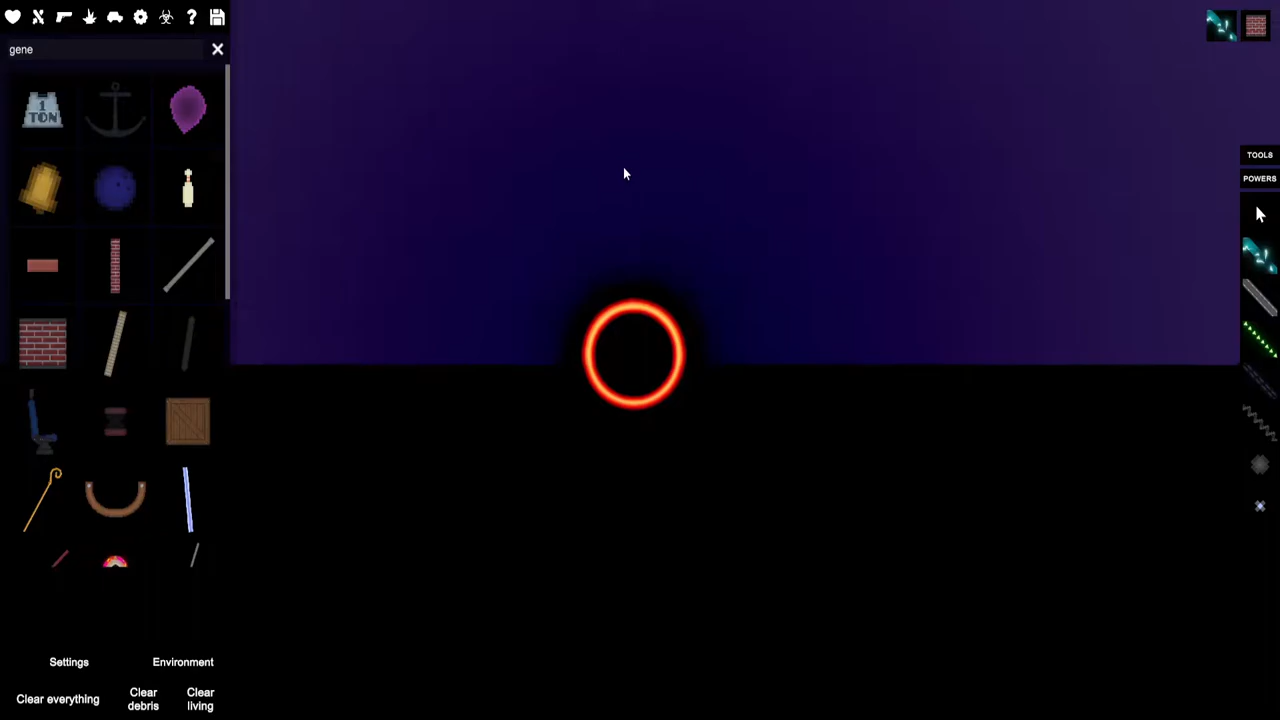 ?
gene
1
TON
TOOLS
POWERS
Settings
Environment
Clear everything
Clear
debris
Clear
living